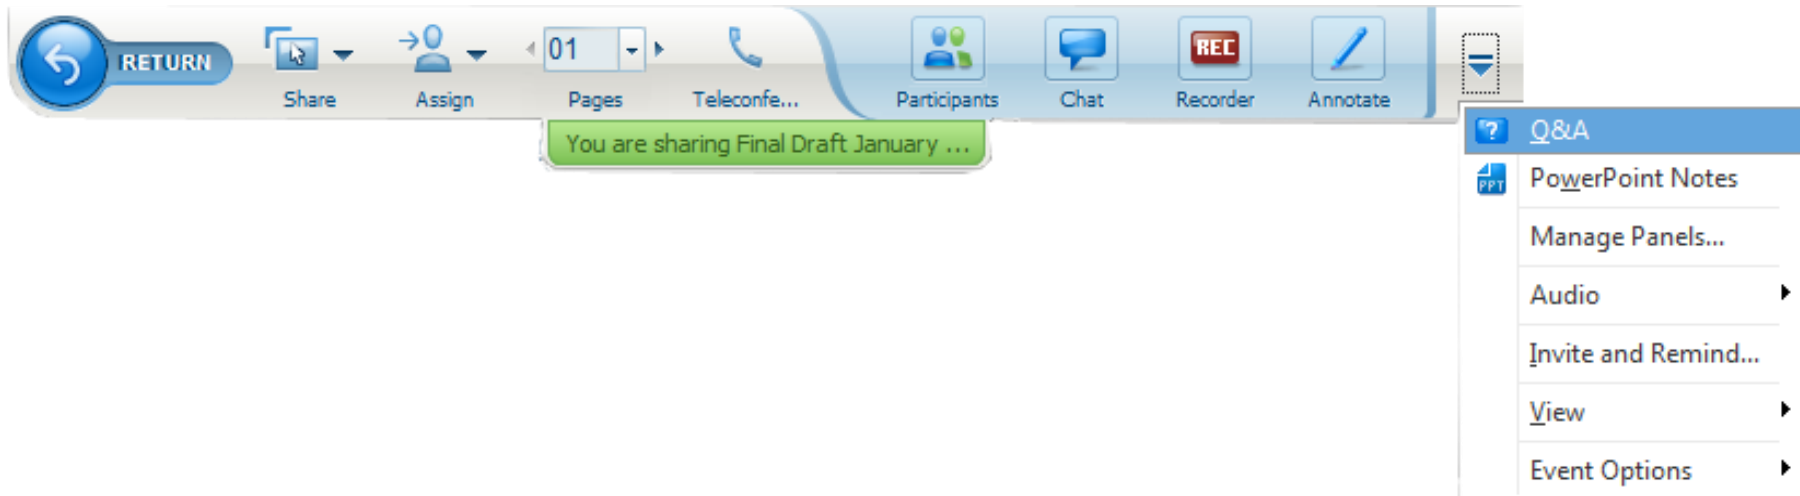 RETURN
01
Share
Assign
Pages
Teleconfe...
Participants
Chat
REC
Recorder
Annotate
You are sharing Final Draft January ...
? Q&A
PPT PowerPoint Notes
Manage Panels...
Audio
Invite and Remind...
View
Event Options